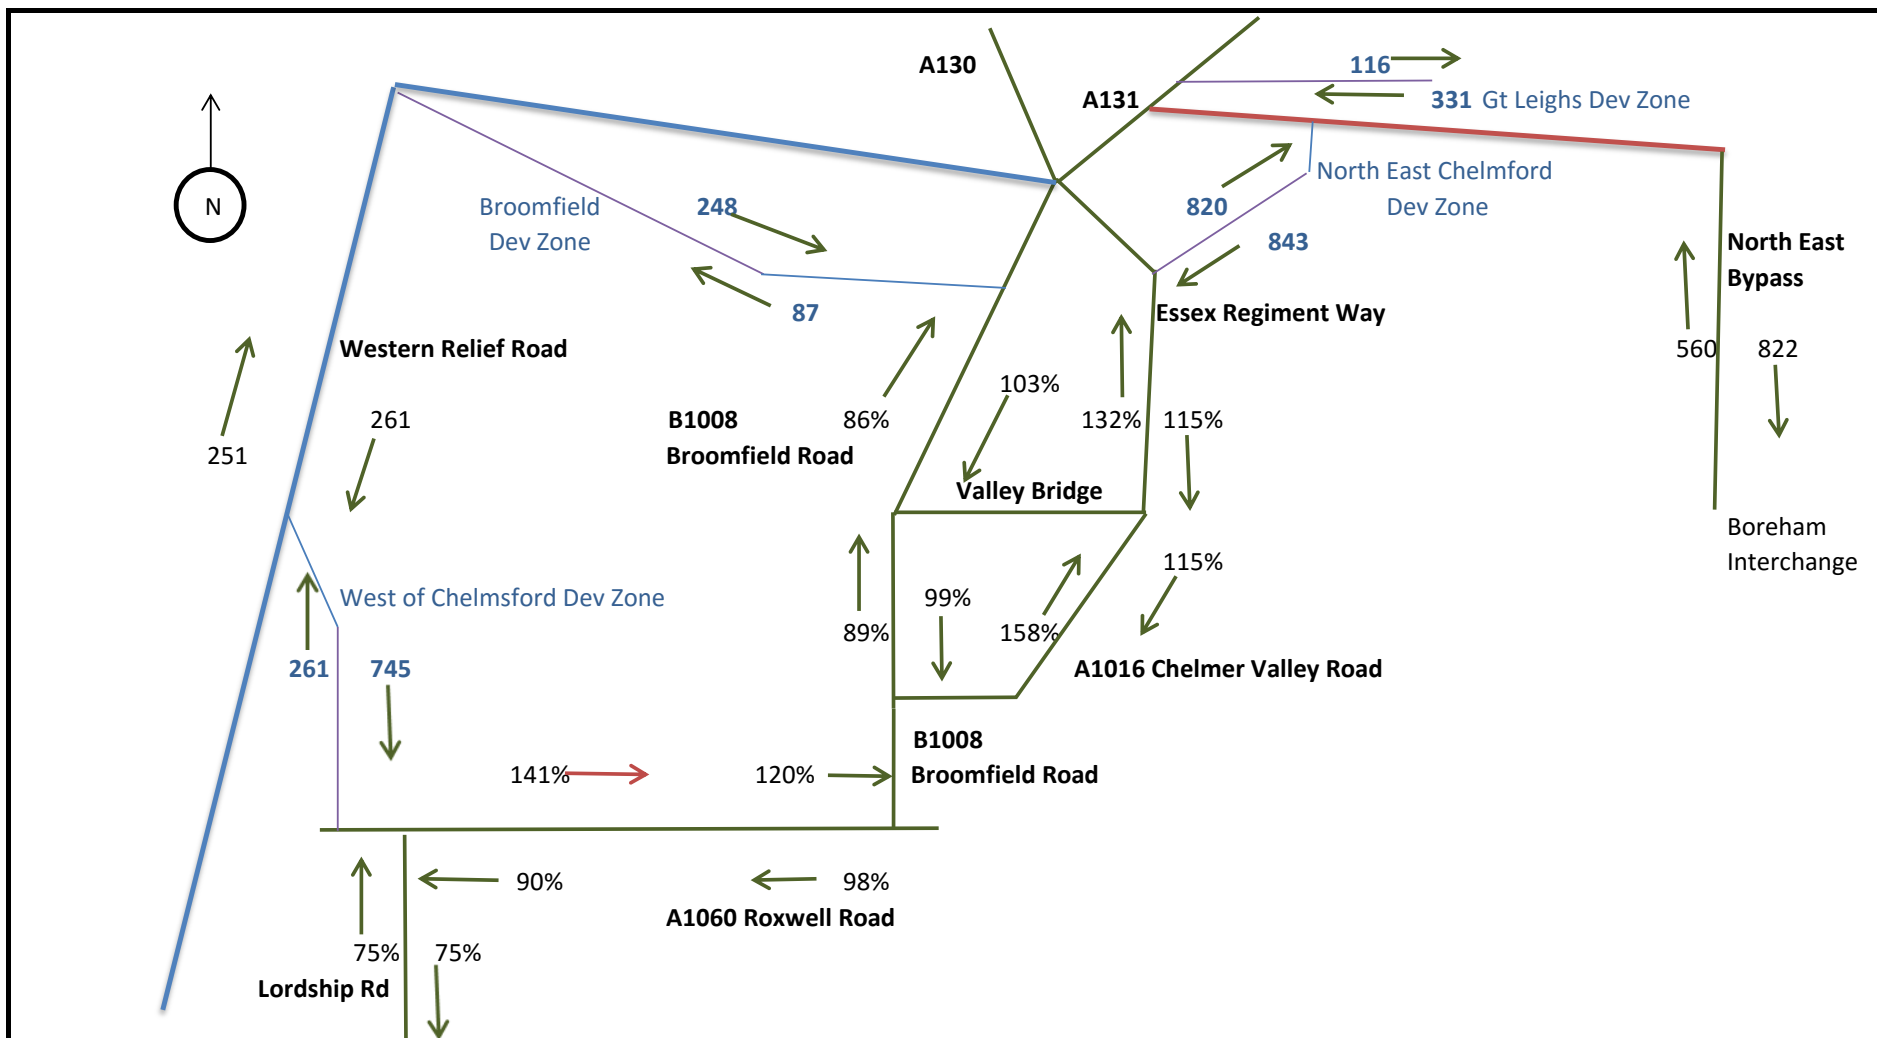 A130
116
A131
331 Gt Leighs Dev Zone
North East Chelmford
Dev Zone
N
Broomfield
Dev Zone
248
820
843
North East
Bypass
87
Essex Regiment Way
Western Relief Road
560
822
103%
261
B1008
Broomfield Road
86%
132%
115%
251
Valley Bridge
Boreham
Interchange
115%
West of Chelmsford Dev Zone
99%
89%
158%
261
745
A1016 Chelmer Valley Road
B1008
Broomfield Road
141%
120%
90%
98%
A1060 Roxwell Road
75%
75%
Lordship Rd